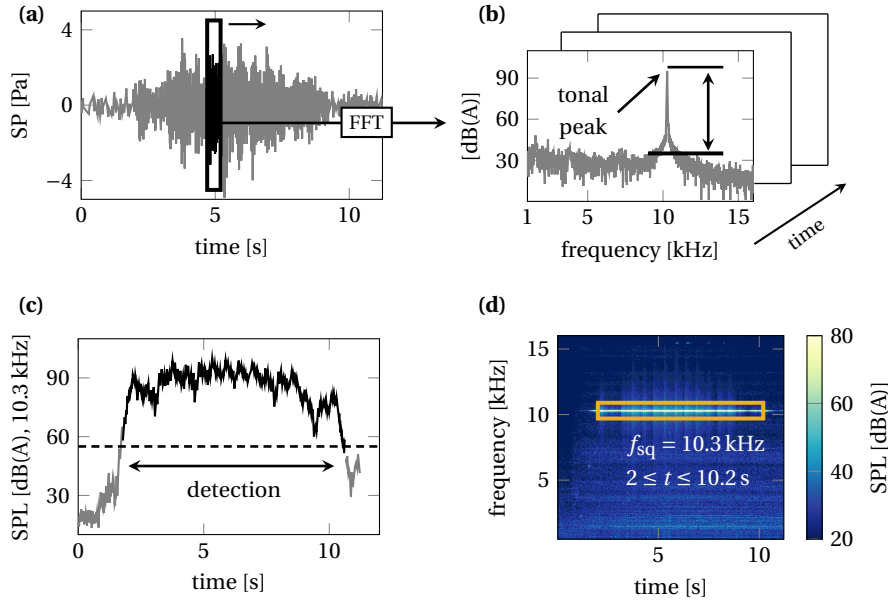 (a)
SP [Pa]
4
0
−4
0
5
10
time [s]
FFT
(b)
[dB(A)]
90
60
30
tonal
peak
1
5
10
15
frequency [kHz]
time
(c)
SPL [dB(A), 10.3 kHz]
90
60
30
detection
0
5
10
time [s]
(d)
frequency [kHz]
15
10
5
f_sq = 10.3 kHz
2 ≤ t ≤ 10.2 s
5
10
time [s]
80
60
40
20
SPL [dB(A)]